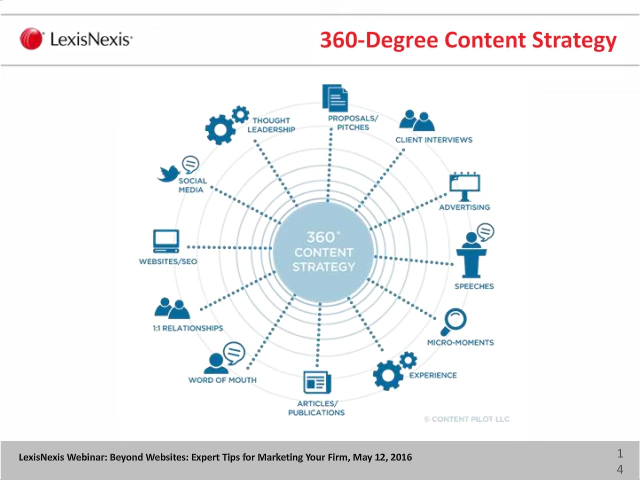 LexisNexis®
360-Degree Content Strategy
THOUGHT
LEADERSHIP
PROPOSALS/
PITCHES
CLIENT INTERVIEWS
SOCIAL
MEDIA
ADVERTISING
360°
CONTENT
STRATEGY
WEBSITES/SEO
SPEECHES
1:1 RELATIONSHIPS
MICRO-MOMENTS
WORD OF MOUTH
EXPERIENCE
ARTICLES/
PUBLICATIONS
© CONTENT PILOT LLC
LexisNexis Webinar: Beyond Websites: Expert Tips for Marketing Your Firm, May 12, 2016
1
4